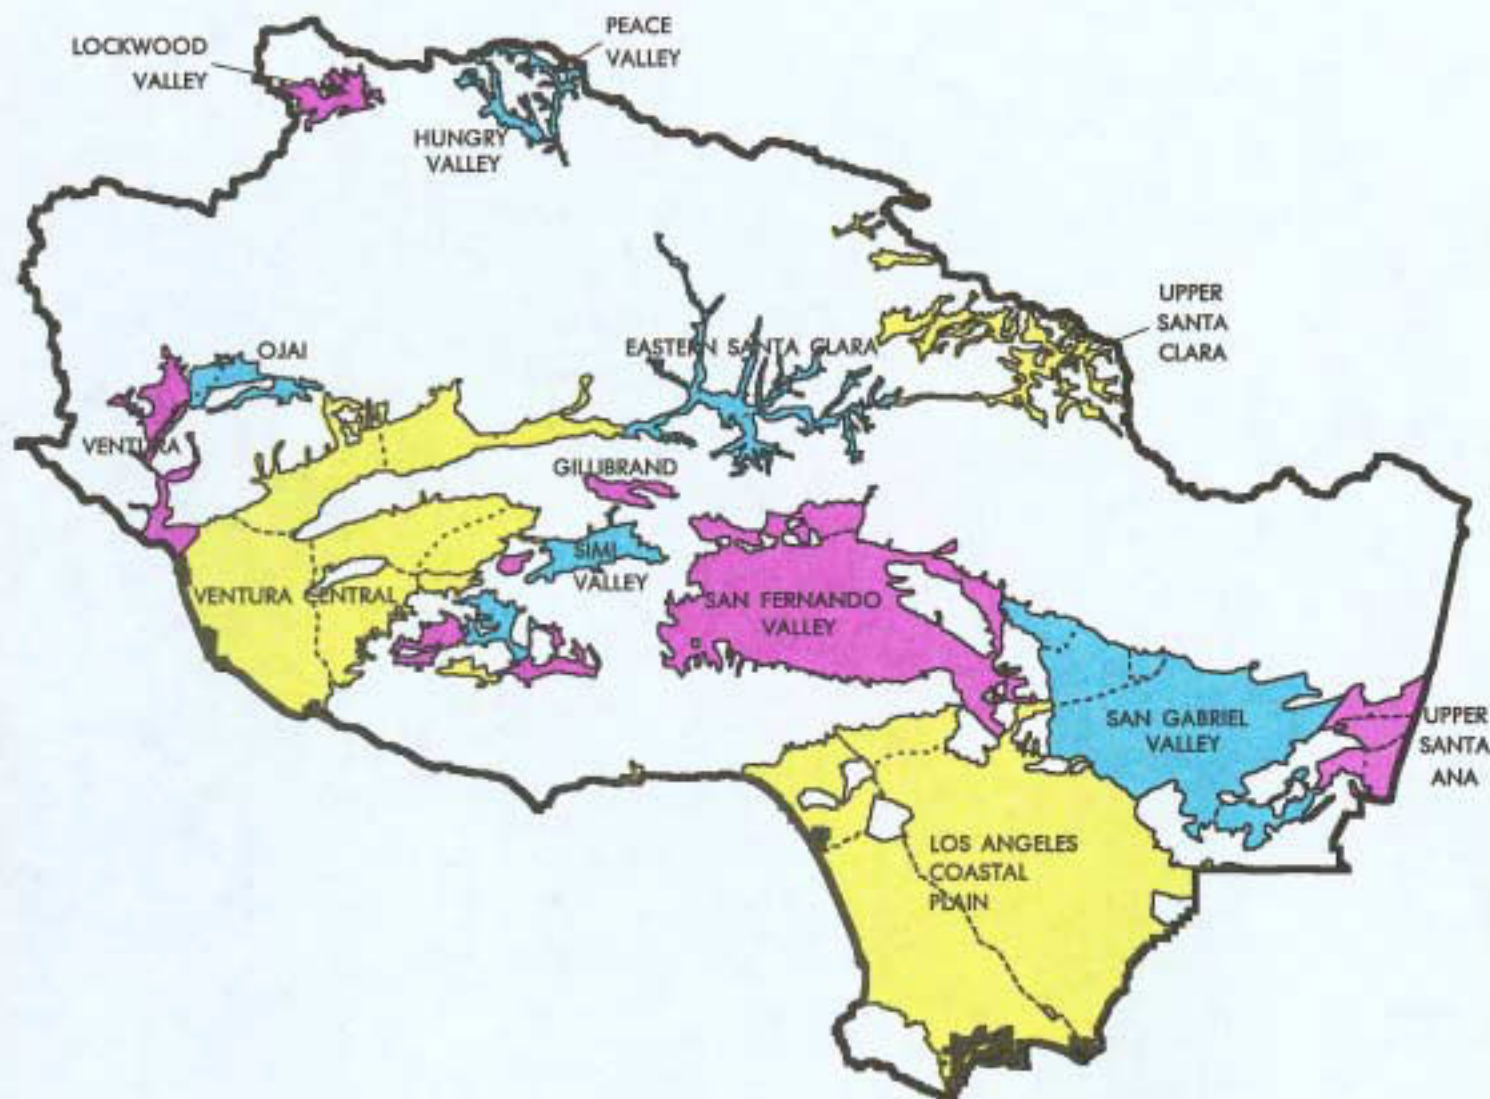 LOCKWOOD
VALLEY
PEACE
VALLEY
HUNGRY
VALLEY
UPPER
SANTA
CLARA
OJAI
EASTERN SANTA CLARA
VENTURA
GILLIBRAND
SIMI
VALLEY
VENTURA CENTRAL
SAN FERNANDO
VALLEY
SAN GABRIEL
VALLEY
UPPER
SANTA
ANA
LOS ANGELES
COASTAL
PLAIN